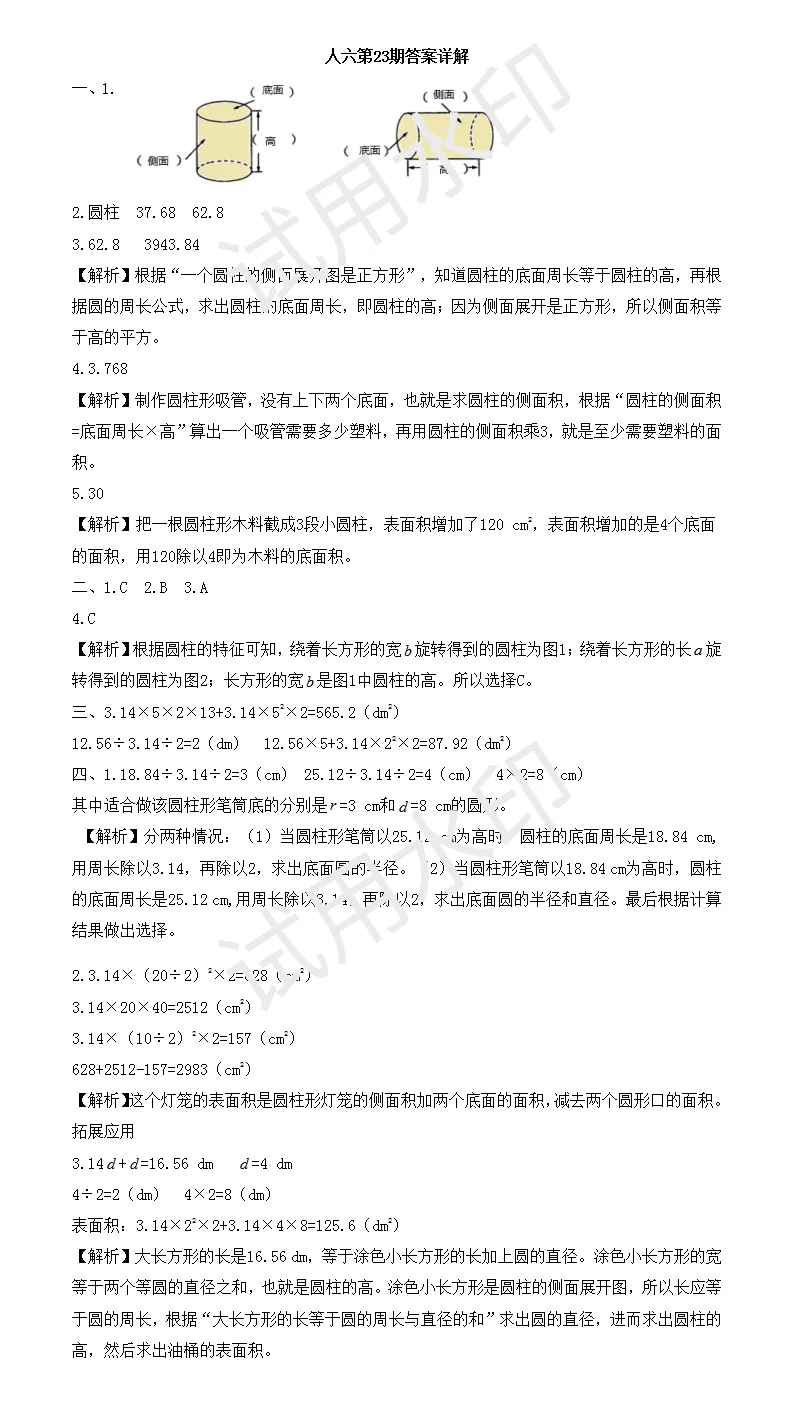 人六第23期答案详解
一、1.
( 底面 )
( 高 )
( 侧面 )
( 侧面 )
( 底面 )
( 高 )
2.圆柱 37.68 62.8
3.62.8 3943.84
【解析】根据“一个圆柱的侧面展开图是正方形”，知道圆柱的底面周长等于圆柱的高，再根
据圆的周长公式，求出圆柱的底面周长，即圆柱的高；因为侧面展开是正方形，所以侧面积等
于高的平方。
4.3.768
【解析】制作圆柱形吸管，没有上下两个底面，也就是求圆柱的侧面积，根据“圆柱的侧面积
=底面周长×高”算出一个吸管需要多少塑料，再用圆柱的侧面积乘3，就是至少需要塑料的面
积。
5.30
【解析】把一根圆柱形木料截成3段小圆柱，表面积增加了120 cm²，表面积增加的是4个底面
的面积，用120除以4即为木料的底面积。
二、1.C 2.B 3.A
4.C
【解析】根据圆柱的特征可知，绕着长方形的宽b旋转得到的圆柱为图1；绕着长方形的长a旋
转得到的圆柱为图2；长方形的宽b是图1中圆柱的高。所以选择C。
三、3.14×5×2×13+3.14×5²×2=565.2（dm²）
12.56÷3.14÷2=2（dm） 12.56×5+3.14×2²×2=87.92（dm²）
四、1.18.84÷3.14÷2=3（cm） 25.12÷3.14÷2=4（cm） 4×2=8（cm）
其中适合做该圆柱形笔筒底的分别是r=3 cm和d=8 cm的圆形。
【解析】分两种情况：（1）当圆柱形笔筒以25.12 cm为高时，圆柱的底面周长是18.84 cm,
用周长除以3.14，再除以2，求出底面圆的半径。（2）当圆柱形笔筒以18.84 cm为高时，圆柱
的底面周长是25.12 cm,用周长除以3.14，再除以2，求出底面圆的半径和直径。最后根据计算
结果做出选择。
2.3.14×（20÷2）²×2=628（cm²）
3.14×20×40=2512（cm²）
3.14×（10÷2）²×2=157（cm²）
628+2512-157=2983（cm²）
【解析】这个灯笼的表面积是圆柱形灯笼的侧面积加两个底面的面积，减去两个圆形口的面积。
拓展应用
3.14d+d=16.56 dm d=4 dm
4÷2=2（dm） 4×2=8（dm）
表面积：3.14×2²×2+3.14×4×8=125.6（dm²）
【解析】大长方形的长是16.56 dm，等于涂色小长方形的长加上圆的直径。涂色小长方形的宽
等于两个等圆的直径之和，也就是圆柱的高。涂色小长方形是圆柱的侧面展开图，所以长应等
于圆的周长，根据“大长方形的长等于圆的周长与直径的和”求出圆的直径，进而求出圆柱的
高，然后求出油桶的表面积。
试用水印
试用水印